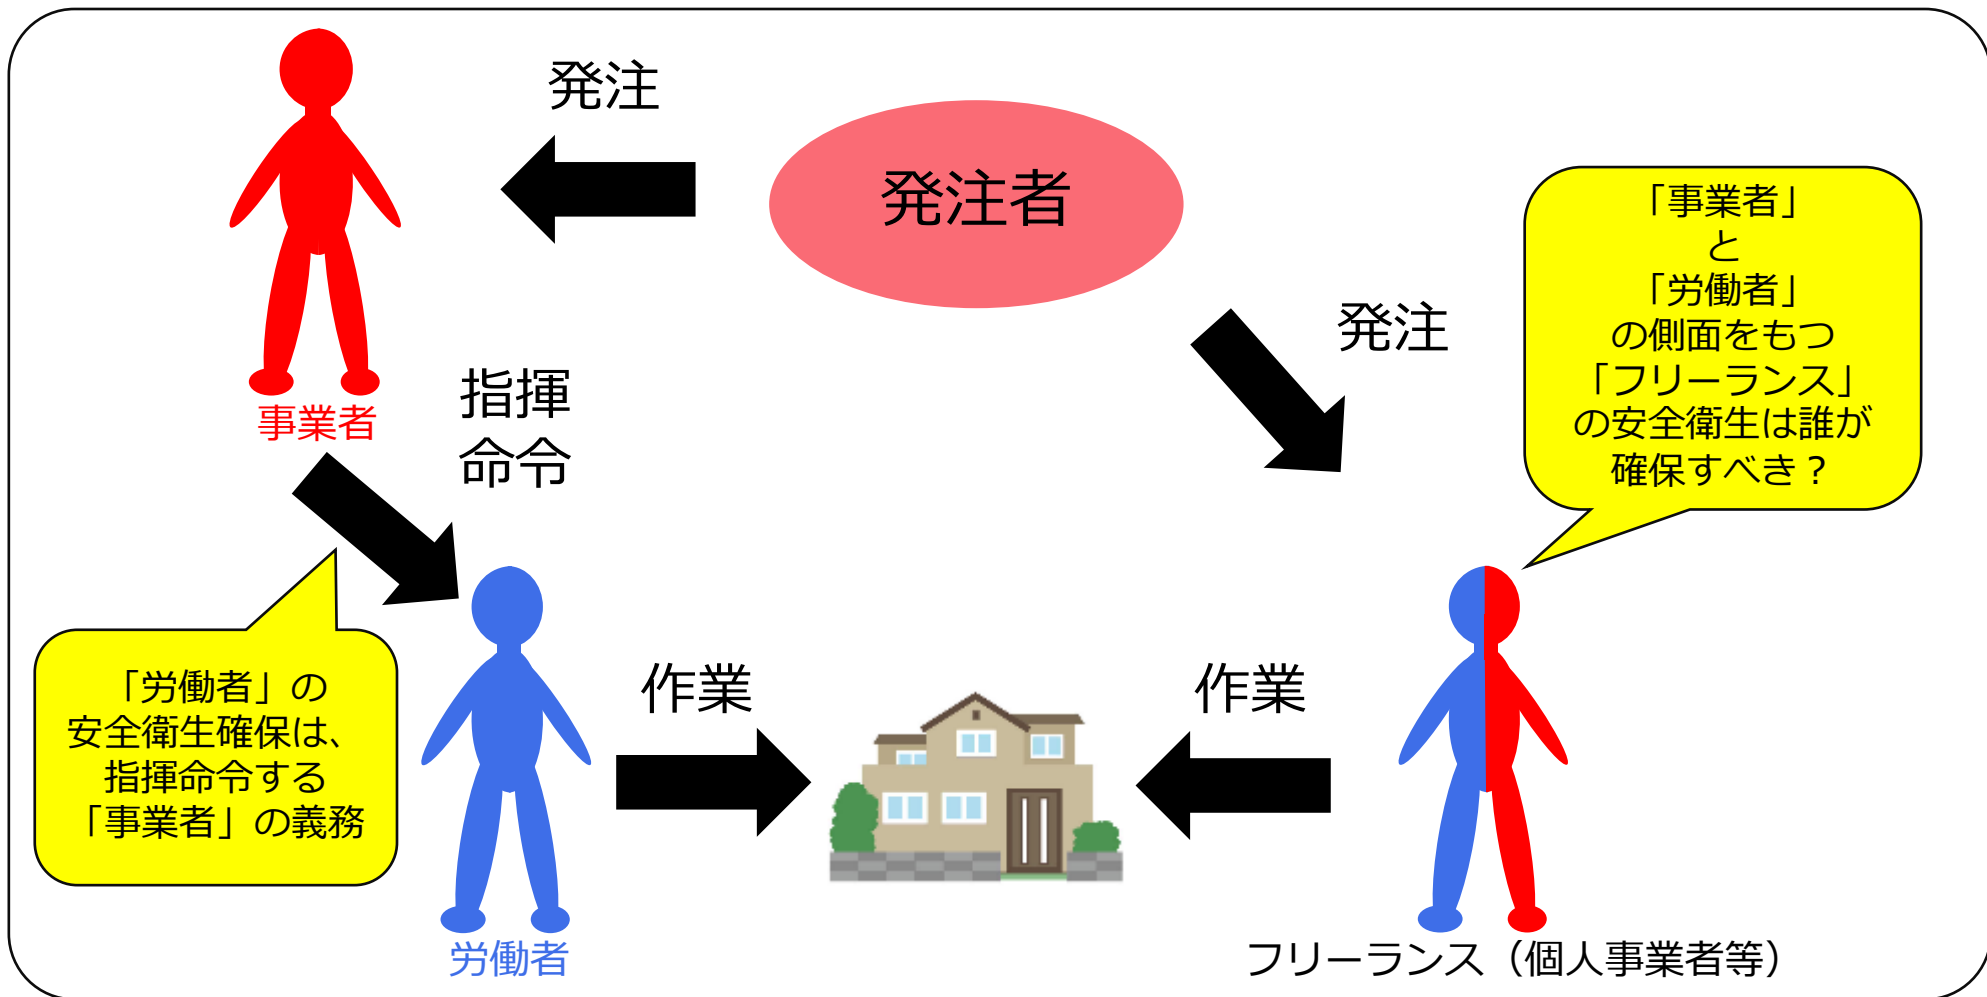 発注
発注者
「事業者」
と
「労働者」
の側面をもつ
「フリーランス」
の安全衛生は誰が
確保すべき？
発注
指揮
命令
事業者
「労働者」の
安全衛生確保は、
指揮命令する
「事業者」の義務
作業
作業
労働者
フリーランス（個人事業者等）